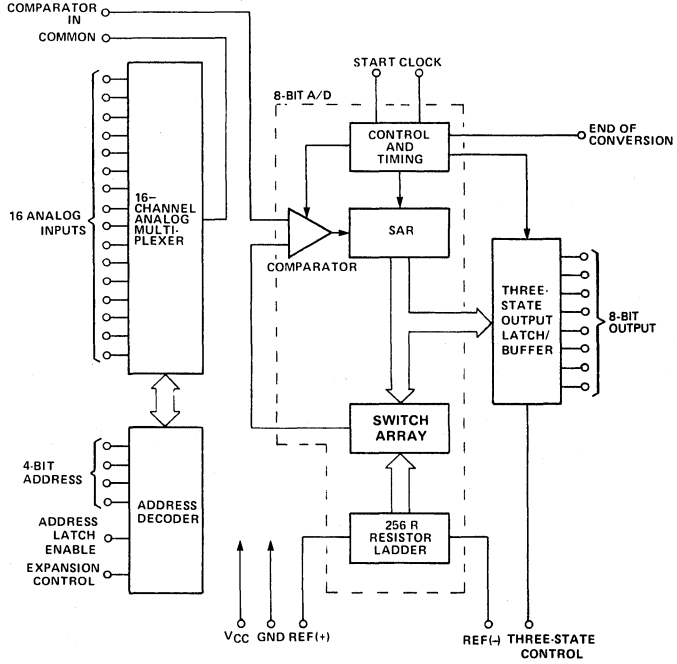 COMPARATOR
IN
COMMON
START CLOCK
8-BIT A/D
CONTROL
AND
TIMING
END OF
CONVERSION
16 ANALOG
INPUTS
16–
CHANNEL
ANALOG
MULTI-
PLEXER
SAR
COMPARATOR
THREE-
STATE
OUTPUT
LATCH/
BUFFER
8-BIT
OUTPUT
SWITCH
ARRAY
4-BIT
ADDRESS
ADDRESS
DECODER
ADDRESS
LATCH
ENABLE
EXPANSION
CONTROL
256 R
RESISTOR
LADDER
VCC
GND
REF(+)
REF(–)
THREE-STATE
CONTROL